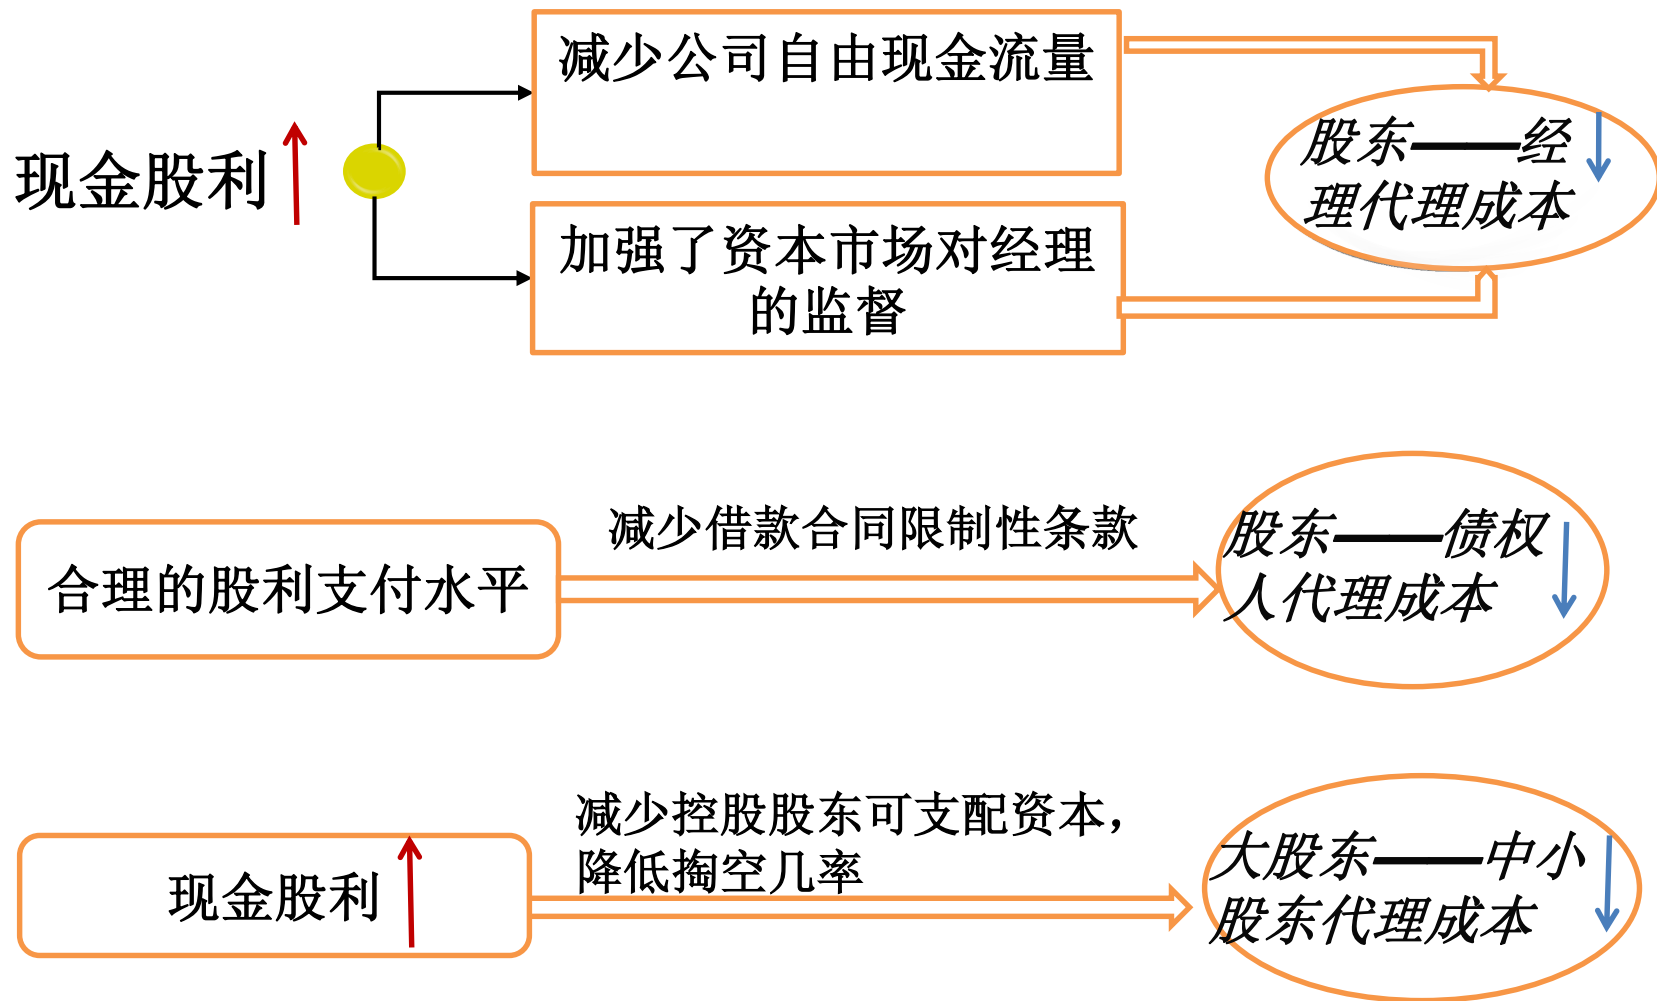 减少公司自由现金流量
现金股利
股东——经
理代理成本
加强了资本市场对经理
的监督
减少借款合同限制性条款
合理的股利支付水平
股东——债权
人代理成本
减少控股股东可支配资本，
降低掏空几率
现金股利
大股东——中小
股东代理成本